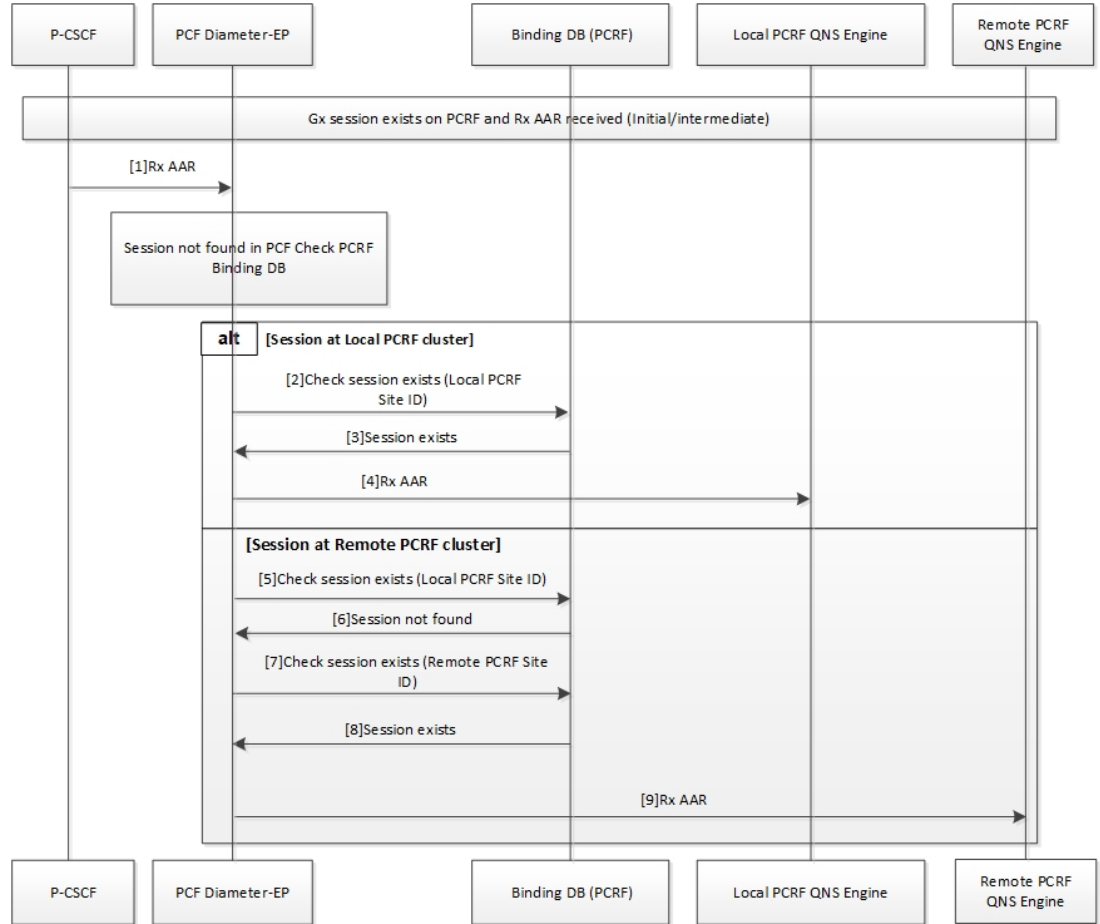 P-CSCF
PCF Diameter-EP
Binding DB (PCRF)
Local PCRF QNS Engine
Remote PCRF
QNS Engine
Gx session exists on PCRF and Rx AAR received (Initial/intermediate)
[1]Rx AAR
Session not found in PCF Check PCRF
Binding DB
alt
[Session at Local PCRF cluster]
[2]Check session exists (Local PCRF
Site ID)
[3]Session exists
[4]Rx AAR
[Session at Remote PCRF cluster]
[5]Check session exists (Local PCRF Site ID)
[6]Session not found
[7]Check session exists (Remote PCRF Site
ID)
[8]Session exists
[9]Rx AAR
P-CSCF
PCF Diameter-EP
Binding DB (PCRF)
Local PCRF QNS Engine
Remote PCRF
QNS Engine